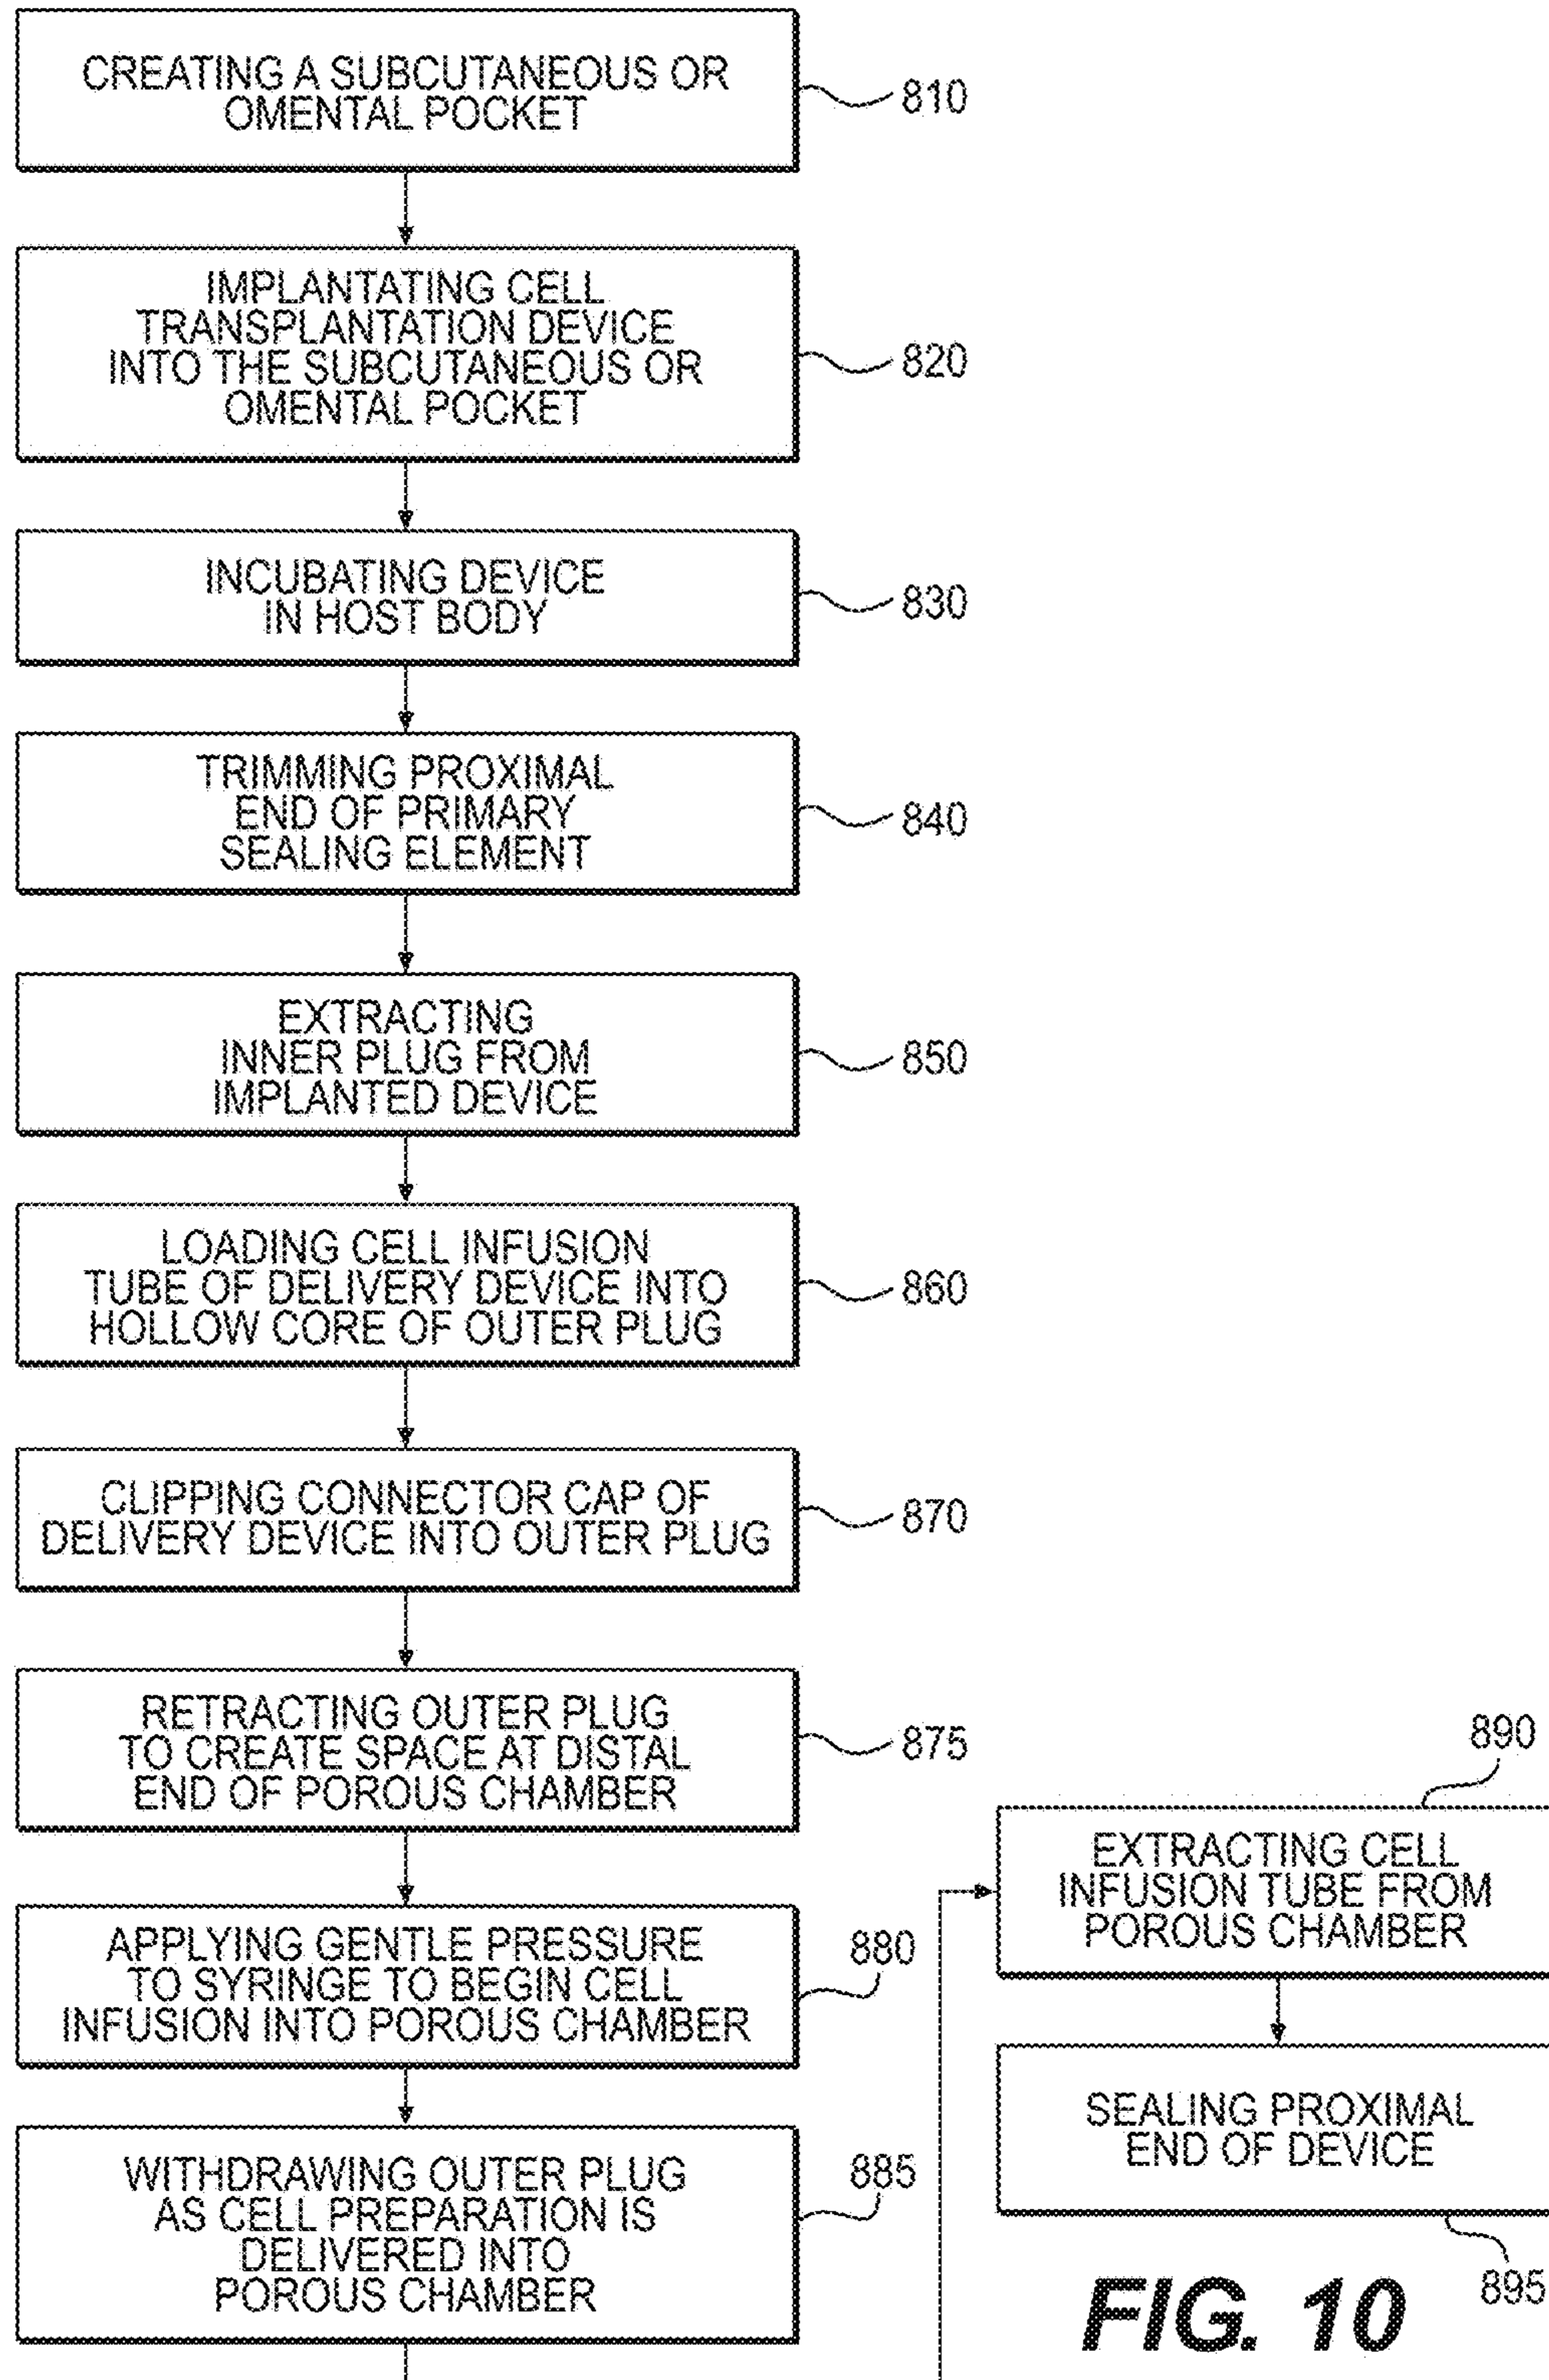 CREATING A SUBCUTANEOUS OR
OMENTAL POCKET
810
IMPLANTATING CELL
TRANSPLANTATION DEVICE
INTO THE SUBCUTANEOUS OR
OMENTAL POCKET
820
INCUBATING DEVICE
IN HOST BODY
830
TRIMMING PROXIMAL
END OF PRIMARY
SEALING ELEMENT
840
EXTRACTING
INNER PLUG FROM
IMPLANTED DEVICE
850
LOADING CELL INFUSION
TUBE OF DELIVERY DEVICE INTO
HOLLOW CORE OF OUTER PLUG
860
CLIPPING CONNECTOR CAP OF
DELIVERY DEVICE INTO OUTER PLUG
870
RETRACTING OUTER PLUG
TO CREATE SPACE AT DISTAL
END OF POROUS CHAMBER
875
APPLYING GENTLE PRESSURE
TO SYRINGE TO BEGIN CELL
INFUSION INTO POROUS CHAMBER
880
WITHDRAWING OUTER PLUG
AS CELL PREPARATION IS
DELIVERED INTO
POROUS CHAMBER
885
890
EXTRACTING CELL
INFUSION TUBE FROM
POROUS CHAMBER
SEALING PROXIMAL
END OF DEVICE
895
FIG. 10